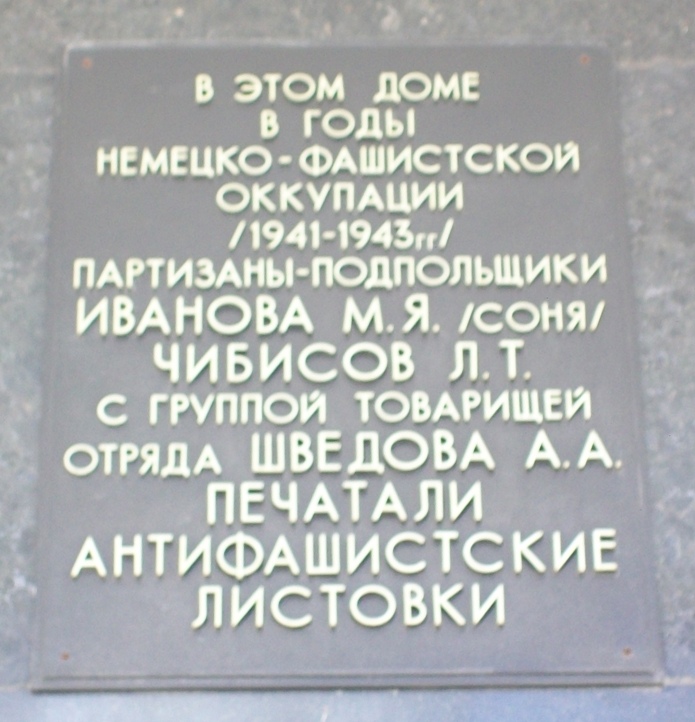 В ЭТОМ ДОМЕ
В ГОДЫ
НЕМЕЦКО-ФАШИСТСКОЙ
ОККУПАЦИИ
/1941-1943гг/
ПАРТИЗАНЫ-ПОДПОЛЬЩИКИ
ИВАНОВА М.Я. /СОНЯ/
ЧИБИСОВ Л.Т.
С ГРУППОЙ ТОВАРИЩЕЙ
ОТРЯДА ШВЕДОВА А.А.
ПЕЧАТАЛИ
АНТИФАШИСТСКИЕ
ЛИСТОВКИ